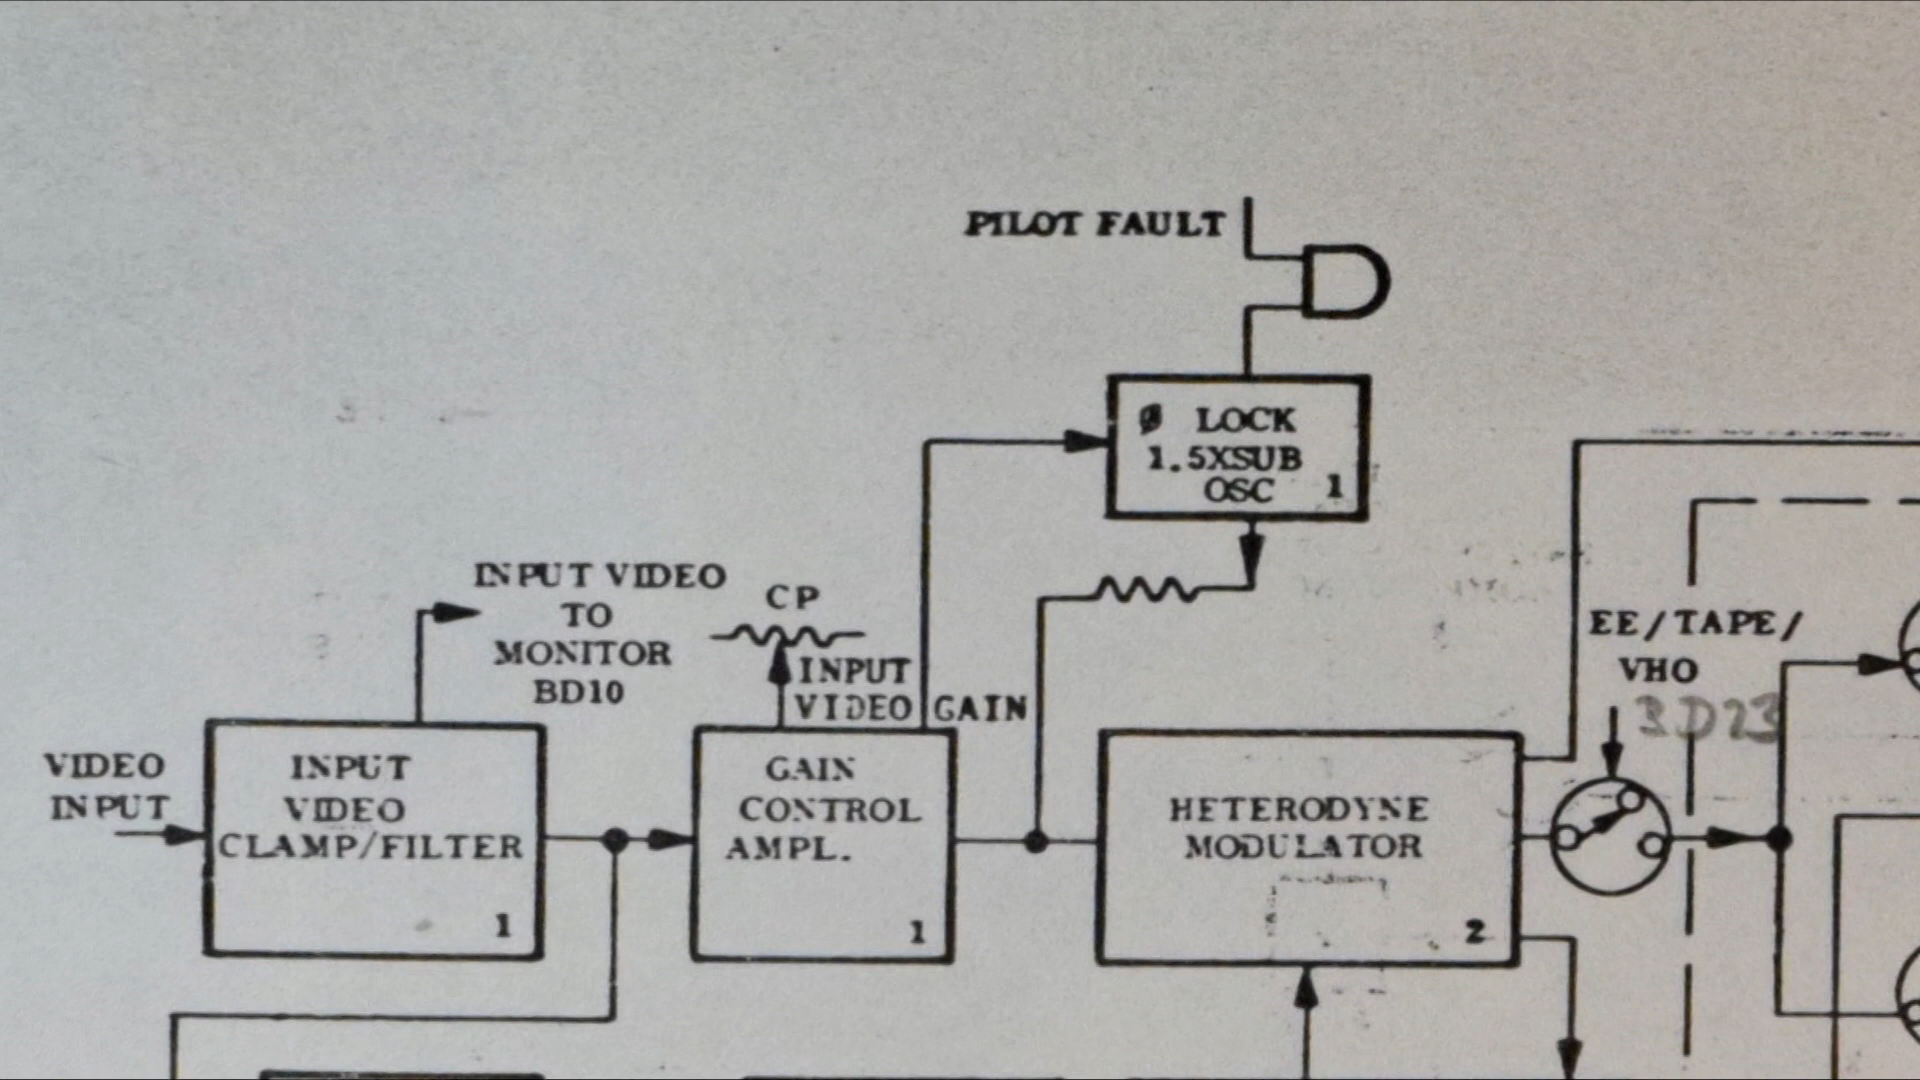 PILOT FAULT
Ø LOCK
1.5XSUB
OSC 1
INPUT VIDEO
TO
MONITOR
BD10
CP
INPUT
VIDEO GAIN
EE/TAPE/
VHO
3D23
VIDEO
INPUT
INPUT
VIDEO
CLAMP/FILTER
1
GAIN
CONTROL
AMPL.
1
HETERODYNE
MODULATOR
2